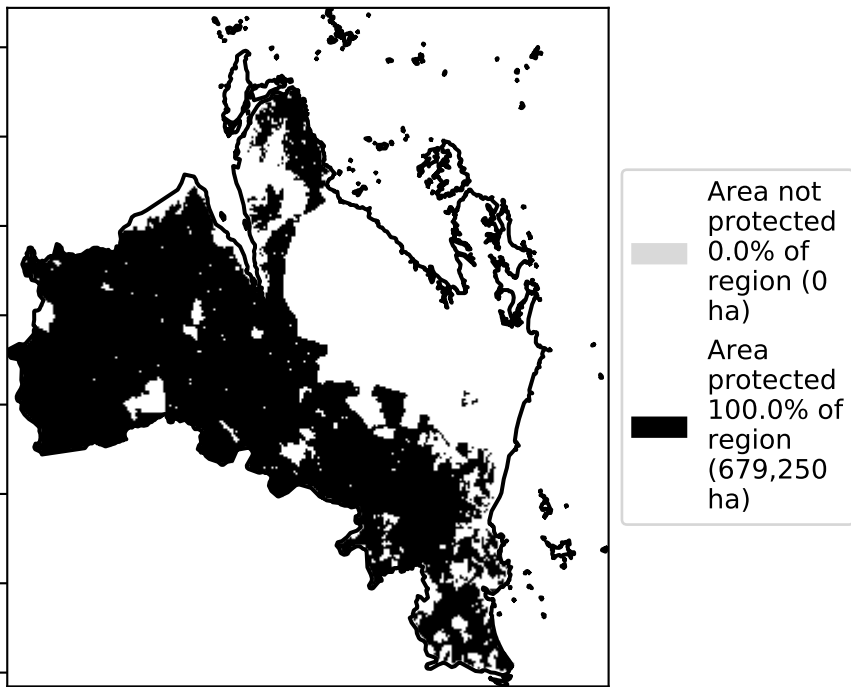 Area not
protected
0.0% of
region (0
ha)
Area
protected
100.0% of
region
(679,250
ha)